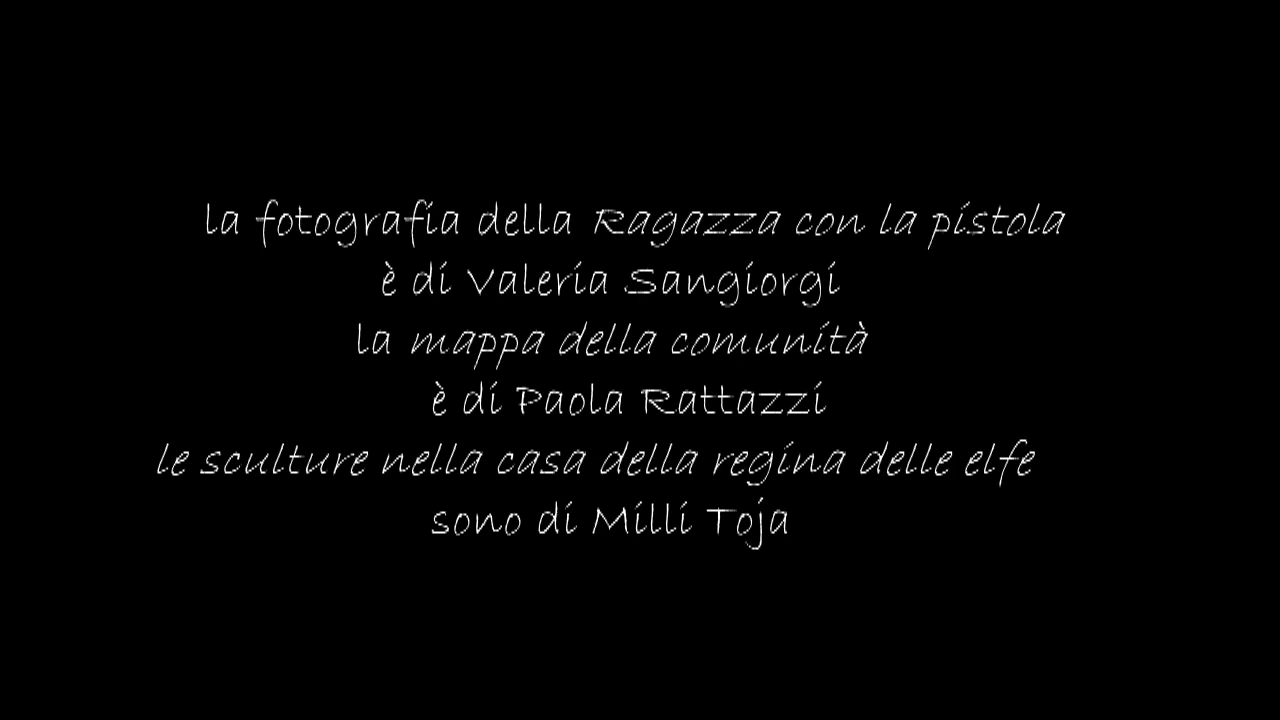 la fotografia della Ragazza con la pistola
è di Valeria Sangiorgi
la mappa della comunità
è di Paola Rattazzi
le sculture nella casa della regina delle elfe
sono di Milli Toja